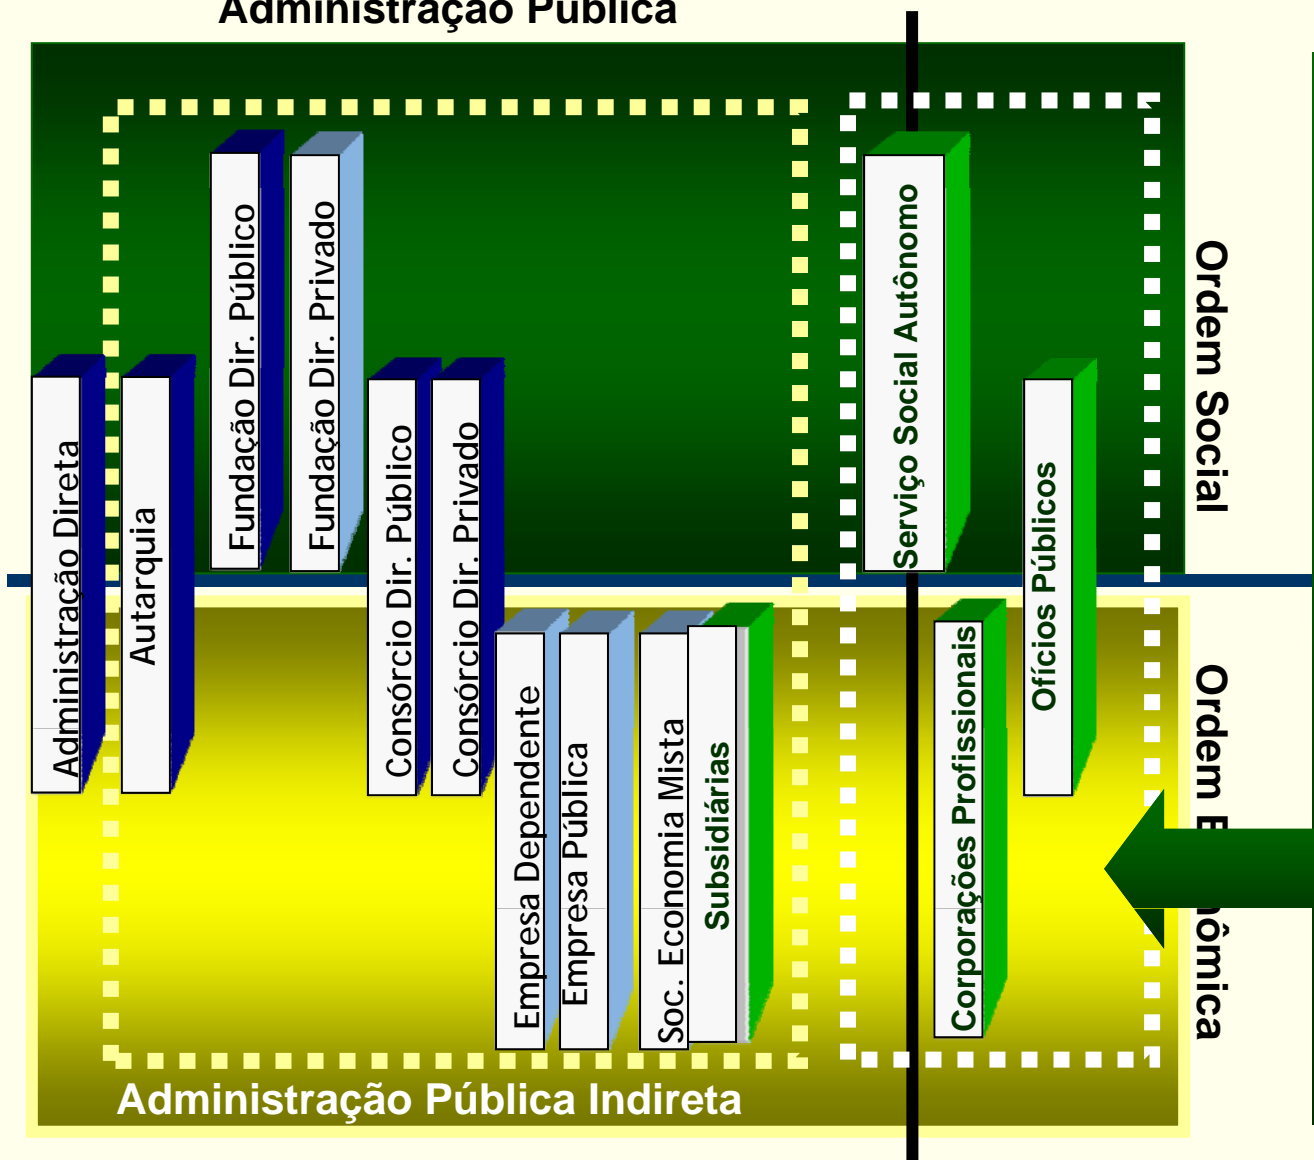 Administração Pública
Fundação Dir. Público
Fundação Dir. Privado
Serviço Social Autônomo
Ordem Social
Administração Direta
Autarquia
Consórcio Dir. Público
Consórcio Dir. Privado
Ofícios Públicos
Empresa Dependente
Empresa Pública
Soc. Economia Mista
Subsidiárias
Corporações Profissionais
Ordem
Administração Pública Indireta